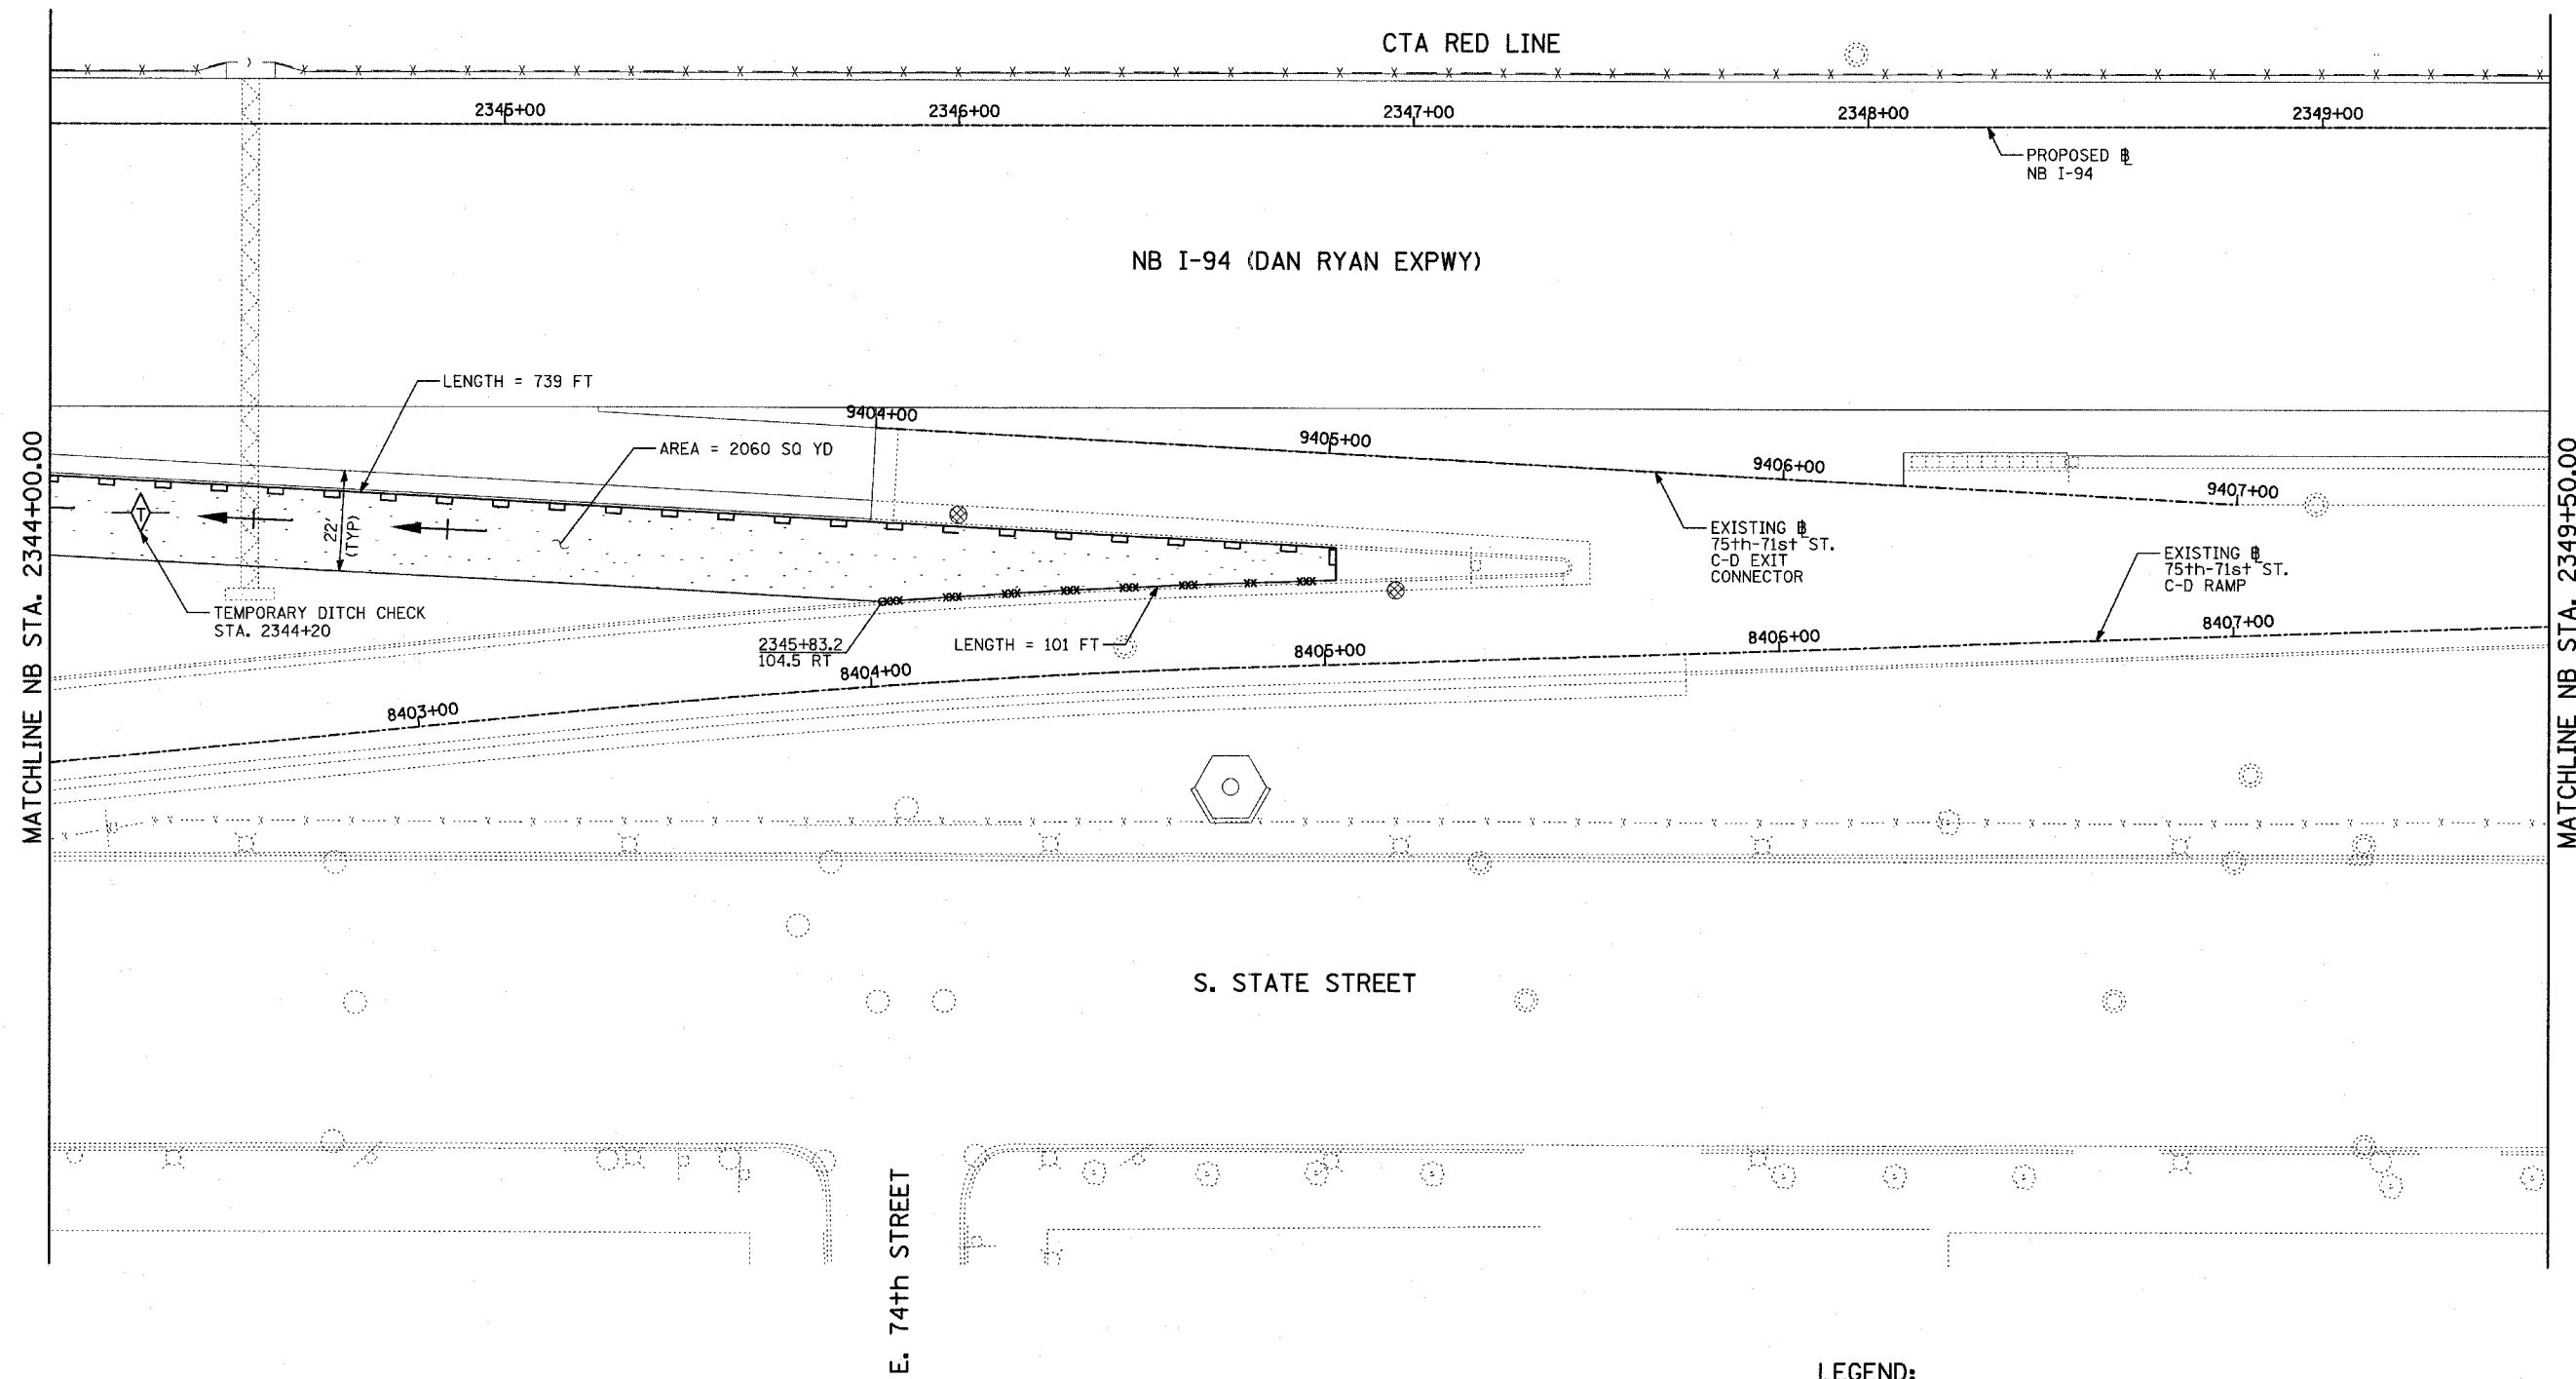 CTA RED LINE
2345+00
2346+00
2347+00
2348+00
2349+00
PROPOSED B̲L̲
NB I-94
NB I-94 (DAN RYAN EXPWY)
LENGTH = 739 FT
9404+00
AREA = 2060 SQ YD
9405+00
9406+00
9407+00
MATCHLINE NB STA. 2344+00.00
MATCHLINE NB STA. 2349+50.00
T
22'
(TYP)
EXISTING B̲L̲
75th-71st ST.
C-D EXIT
CONNECTOR
EXISTING B̲L̲
75th-71st ST.
C-D RAMP
TEMPORARY DITCH CHECK
STA. 2344+20
2345+83.2
104.5 RT
LENGTH = 101 FT
8403+00
8404+00
8405+00
8406+00
8407+00
S. STATE STREET
E. 74th STREET
LEGEND: